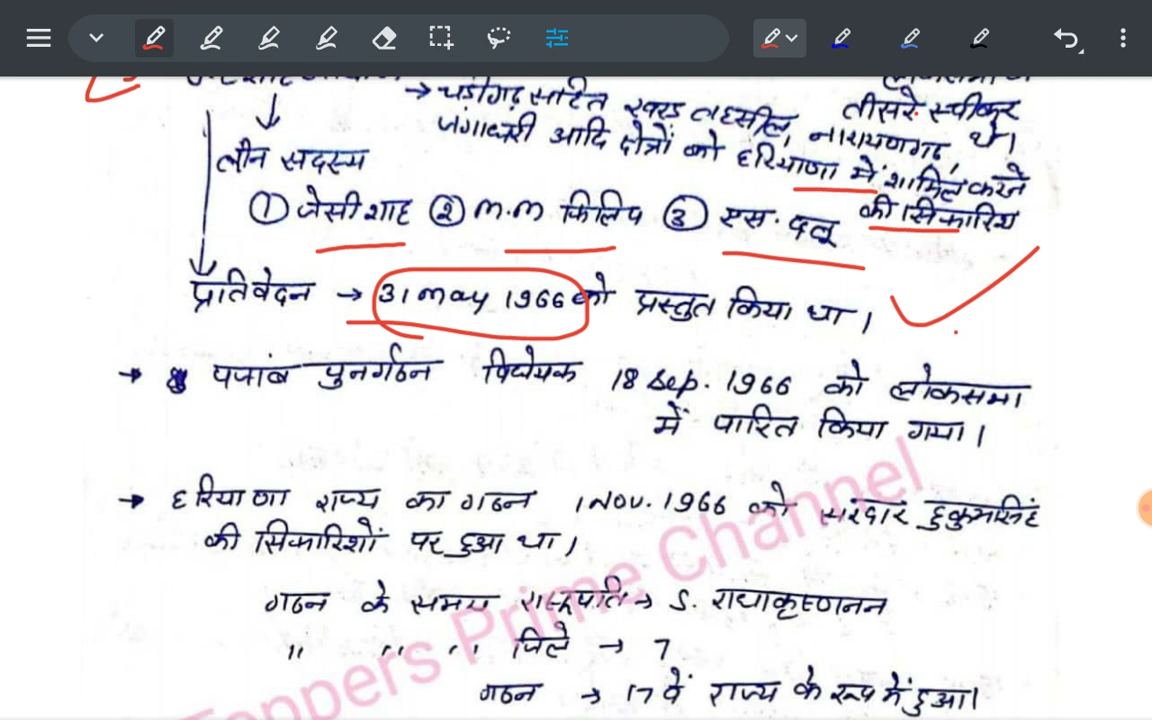 → चडीगढ़ सहित खरड तहसील, नारायणगढ,
जगाधरी आदि क्षेत्रों को हरियाणा में शामिल करने
की सिफारिश
तीसरे स्पीकर
थे।
तीन सदस्य
① जेसी शाह ② m.m फिलिप ③ एस. दत्त
प्रतिवेदन → 31 may 1966 को प्रस्तुत किया था।
→ पंजाब पुनर्गठन विधेयक 18 Sep. 1966 को लोकसभा
में पारित किया गया।
→ हरियाणा राज्य का गठन 1 Nov. 1966 को सरदार हुकुमसिंह
की सिफारिशों पर हुआ था।
गठन के समय राष्ट्रपति → S. राधाकृष्णनन
〃 〃 〃 जिले → 7
गठन → 17 वें राज्य के रूप में हुआ।
Toppers Prime Channel